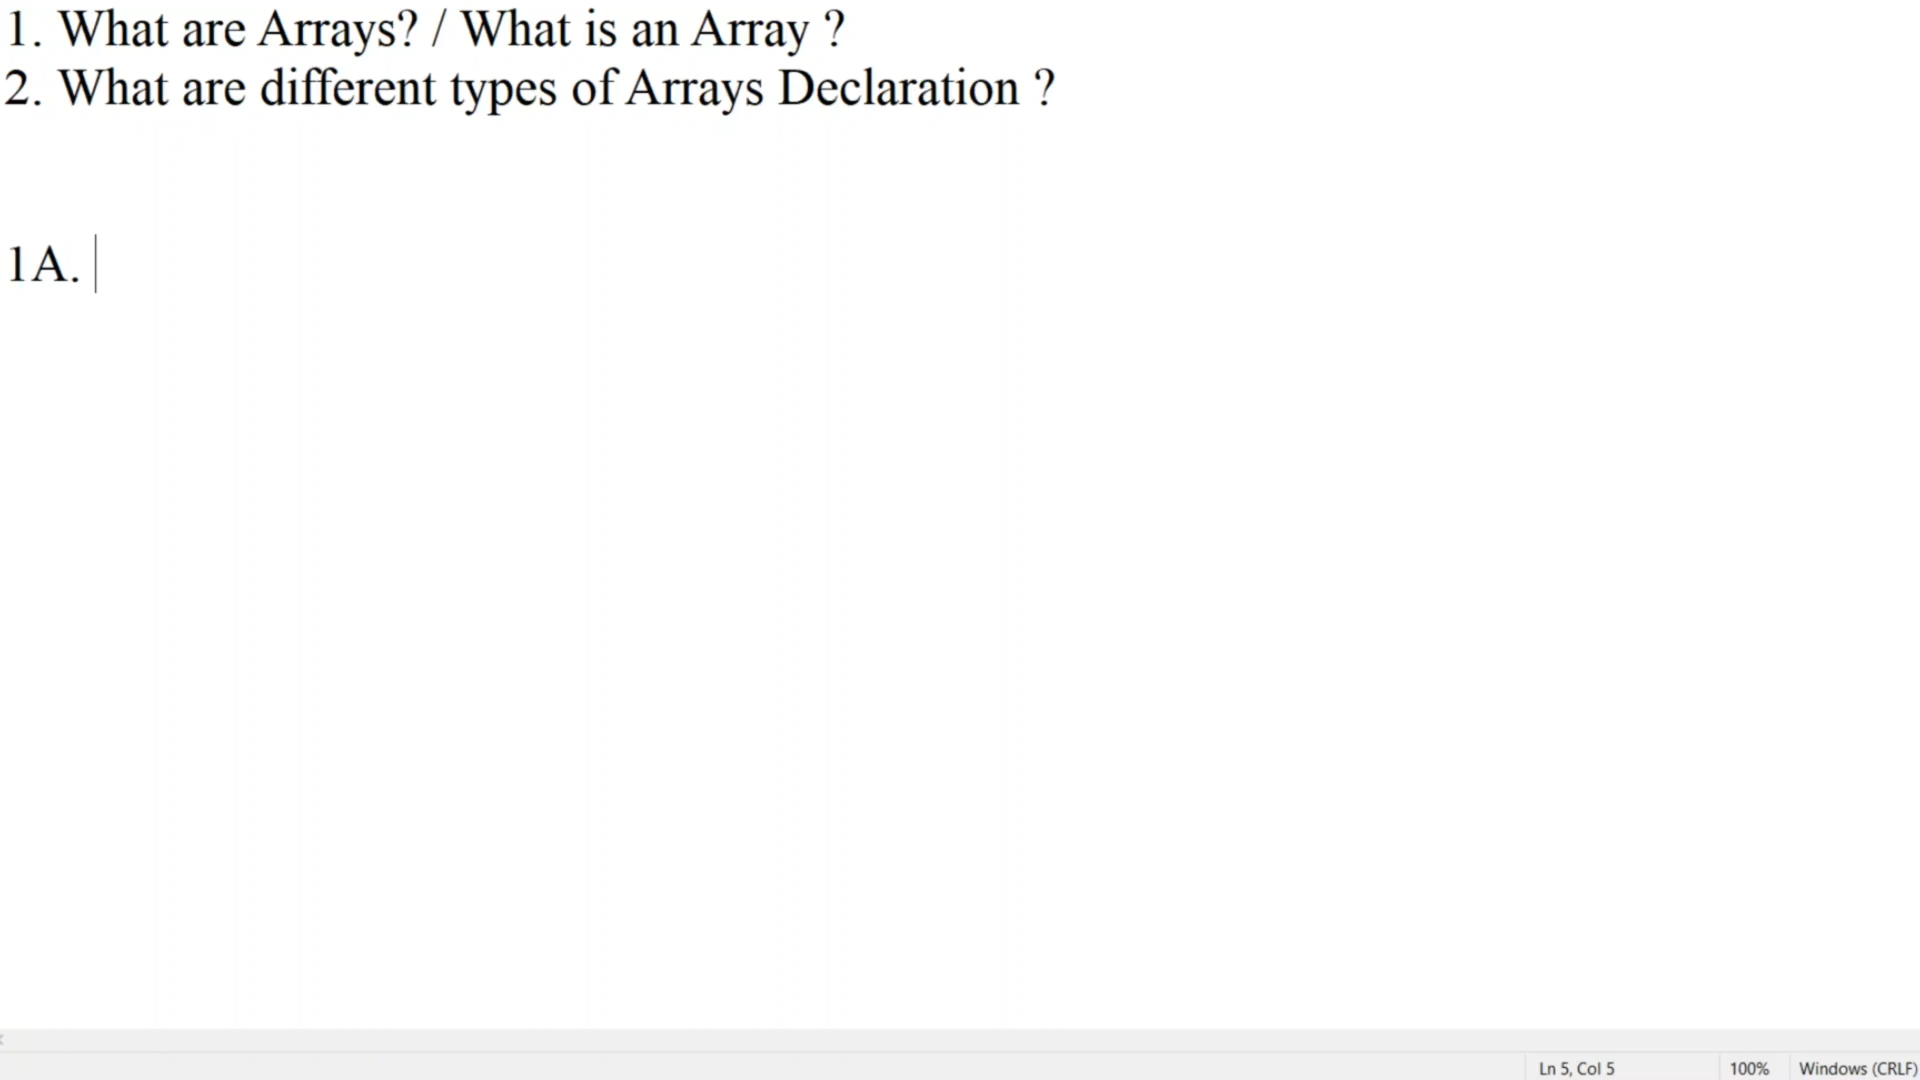 1. What are Arrays? / What is an Array ?
2. What are different types of Arrays Declaration ?
1A.
Ln 5, Col 5 100% Windows (CRLF)